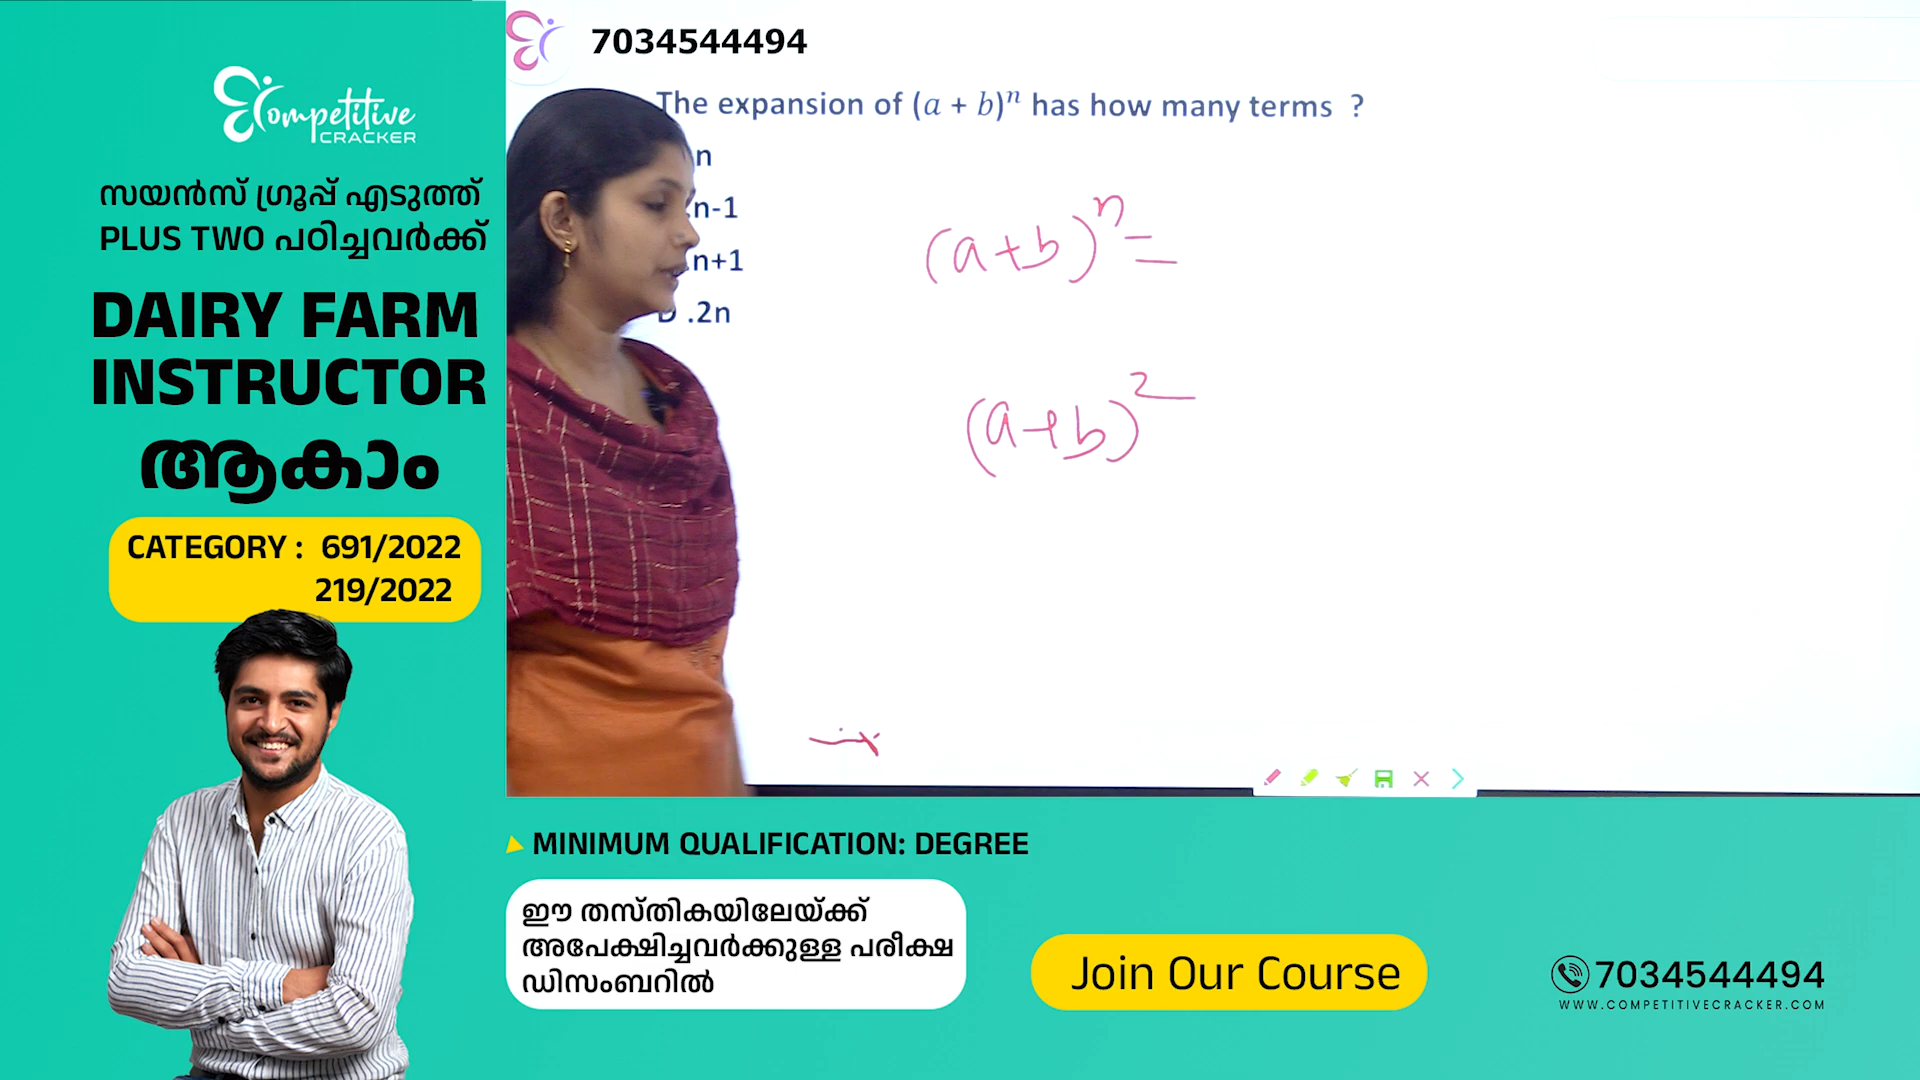 Competitive
CRACKER
സയൻസ് ഗ്രൂപ്പ് എടുത്ത്
PLUS TWO പഠിച്ചവർക്ക്
DAIRY FARM
INSTRUCTOR
ആകാം
CATEGORY : 691/2022
219/2022
7034544494
The expansion of (a + b)ⁿ has how many terms ?
n
n-1
.n+1
D .2n
(a+b)ⁿ=
(a+b)²
MINIMUM QUALIFICATION: DEGREE
ഈ തസ്തികയിലേയ്ക്ക്
അപേക്ഷിച്ചവർക്കുള്ള പരീക്ഷ
ഡിസംബറിൽ
Join Our Course
7034544494
WWW.COMPETITIVECRACKER.COM